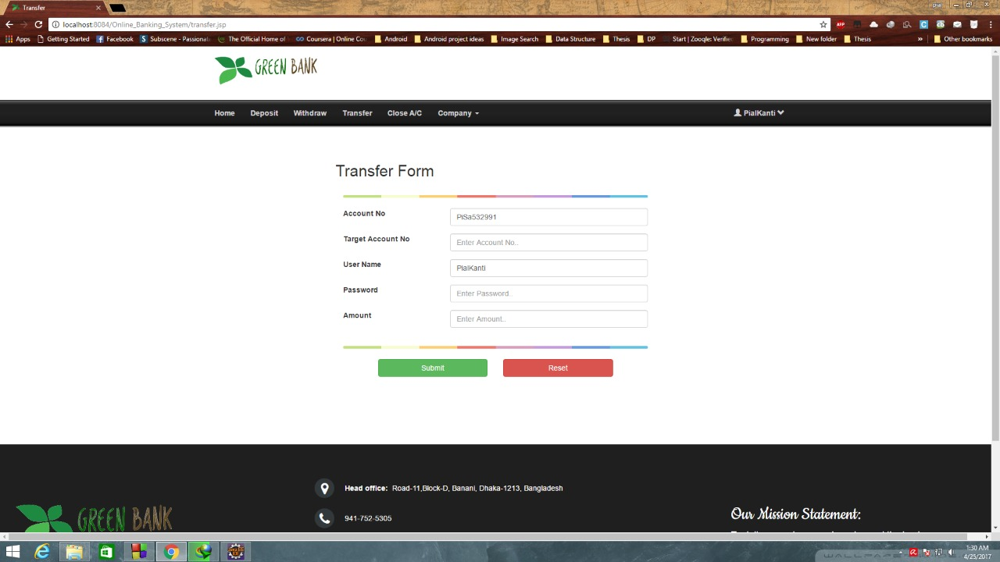 Transfer
Pial
localhost:8084/Online_Banking_System/transfer.jsp
Apps Getting Started Facebook Subscene - Passionat The Official Home of Coursera | Online Cou Android Android project ideas Image Search Data Structure Thesis DP Start | Zooqle: Verifie Programming New folder Thesis » Other bookmarks
GREEN BANK
Home Deposit Withdraw Transfer Close A/C Company PialKanti
Transfer Form
Account No PiSa532991
Target Account No Enter Account No..
User Name PialKanti
Password Enter Password
Amount Enter Amount..
Submit Reset
Head office: Road-11,Block-D, Banani, Dhaka-1213, Bangladesh
GREEN BANK
941-752-5305
Our Mission Statement:
1:30 AM
4/25/2017